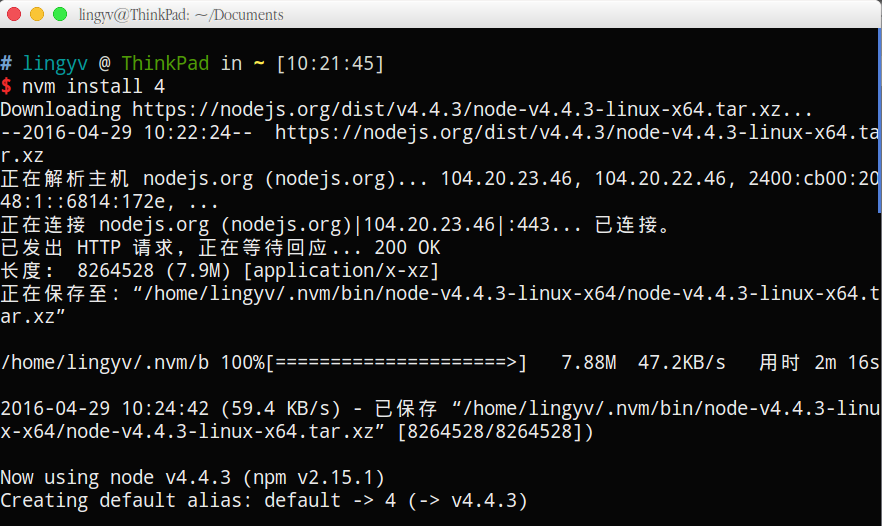 lingyv@ThinkPad: ~/Documents
# lingyv @ ThinkPad in ~ [10:21:45]
$ nvm install 4
Downloading https://nodejs.org/dist/v4.4.3/node-v4.4.3-linux-x64.tar.xz...
--2016-04-29 10:22:24--  https://nodejs.org/dist/v4.4.3/node-v4.4.3-linux-x64.ta
r.xz
正在解析主机 nodejs.org (nodejs.org)... 104.20.23.46, 104.20.22.46, 2400:cb00:20
48:1::6814:172e, ...
正在连接 nodejs.org (nodejs.org)|104.20.23.46|:443... 已连接。
已发出 HTTP 请求，正在等待回应... 200 OK
长度： 8264528 (7.9M) [application/x-xz]
正在保存至: “/home/lingyv/.nvm/bin/node-v4.4.3-linux-x64/node-v4.4.3-linux-x64.t
ar.xz”
/home/lingyv/.nvm/b 100%[=====================>]   7.88M  47.2KB/s   用时 2m 16s
2016-04-29 10:24:42 (59.4 KB/s) - 已保存 “/home/lingyv/.nvm/bin/node-v4.4.3-linu
x-x64/node-v4.4.3-linux-x64.tar.xz” [8264528/8264528])
Now using node v4.4.3 (npm v2.15.1)
Creating default alias: default -> 4 (-> v4.4.3)